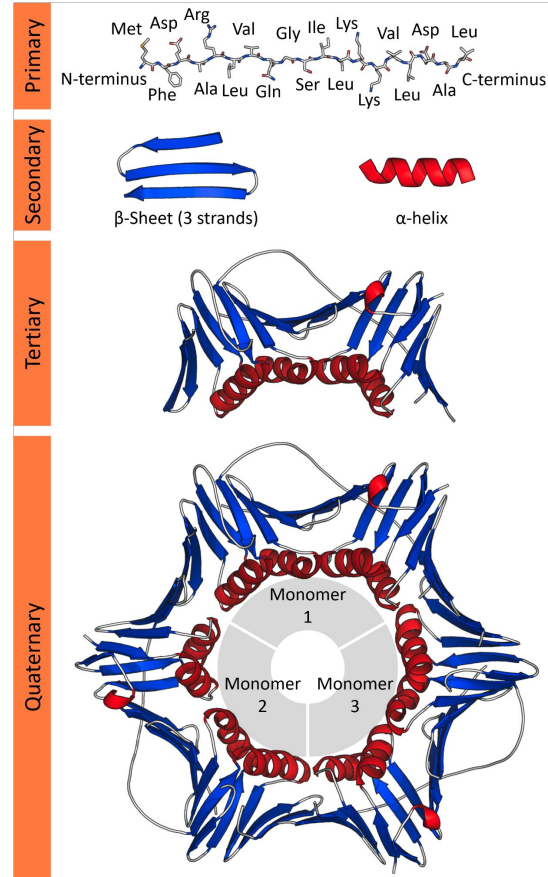 Primary
Met Asp Arg Val Gly Ile Lys Val Asp Leu
N-terminus C-terminus
Phe Ala Leu Gln Ser Leu Lys Leu Ala
Secondary
β-Sheet (3 strands) α-helix
Tertiary
Quaternary
Monomer
1
Monomer
2
Monomer
3